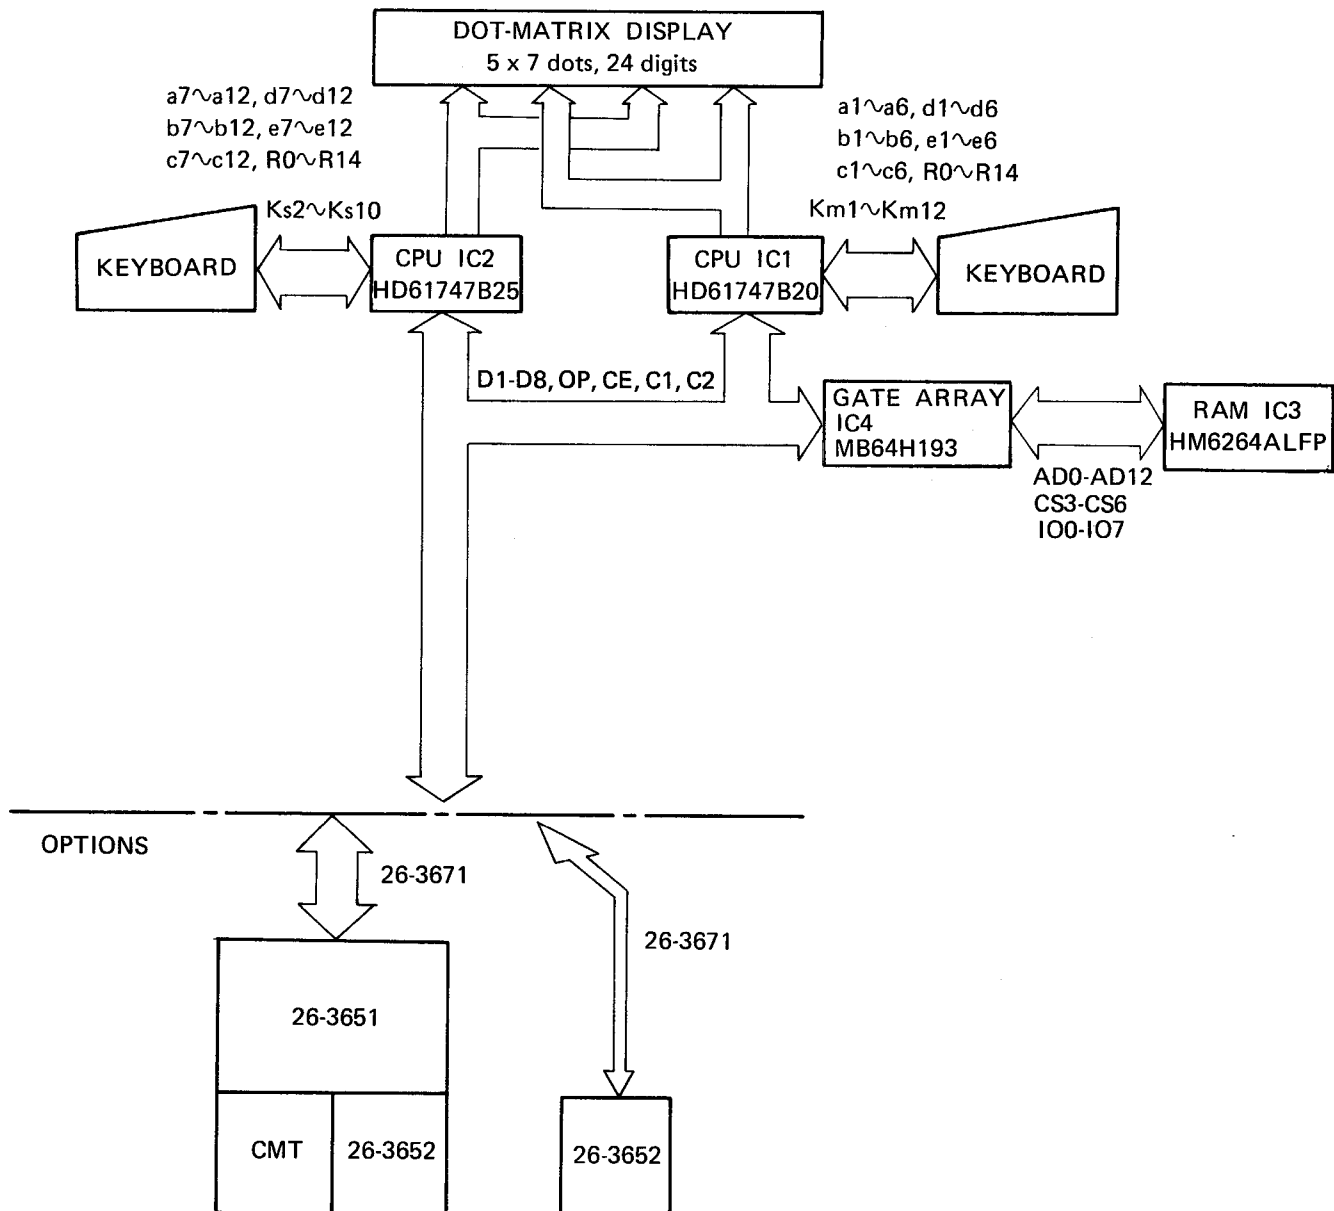 DOT-MATRIX DISPLAY
5 x 7 dots, 24 digits
a7~a12, d7~d12
b7~b12, e7~e12
c7~c12, R0~R14
a1~a6, d1~d6
b1~b6, e1~e6
c1~c6, R0~R14
Ks2~Ks10
Km1~Km12
KEYBOARD
CPU IC2
HD61747B25
CPU IC1
HD61747B20
KEYBOARD
D1-D8, OP, CE, C1, C2
GATE ARRAY
IC4
MB64H193
RAM IC3
HM6264ALFP
AD0-AD12
CS3-CS6
IO0-IO7
OPTIONS
26-3671
26-3671
26-3651
CMT
26-3652
26-3652